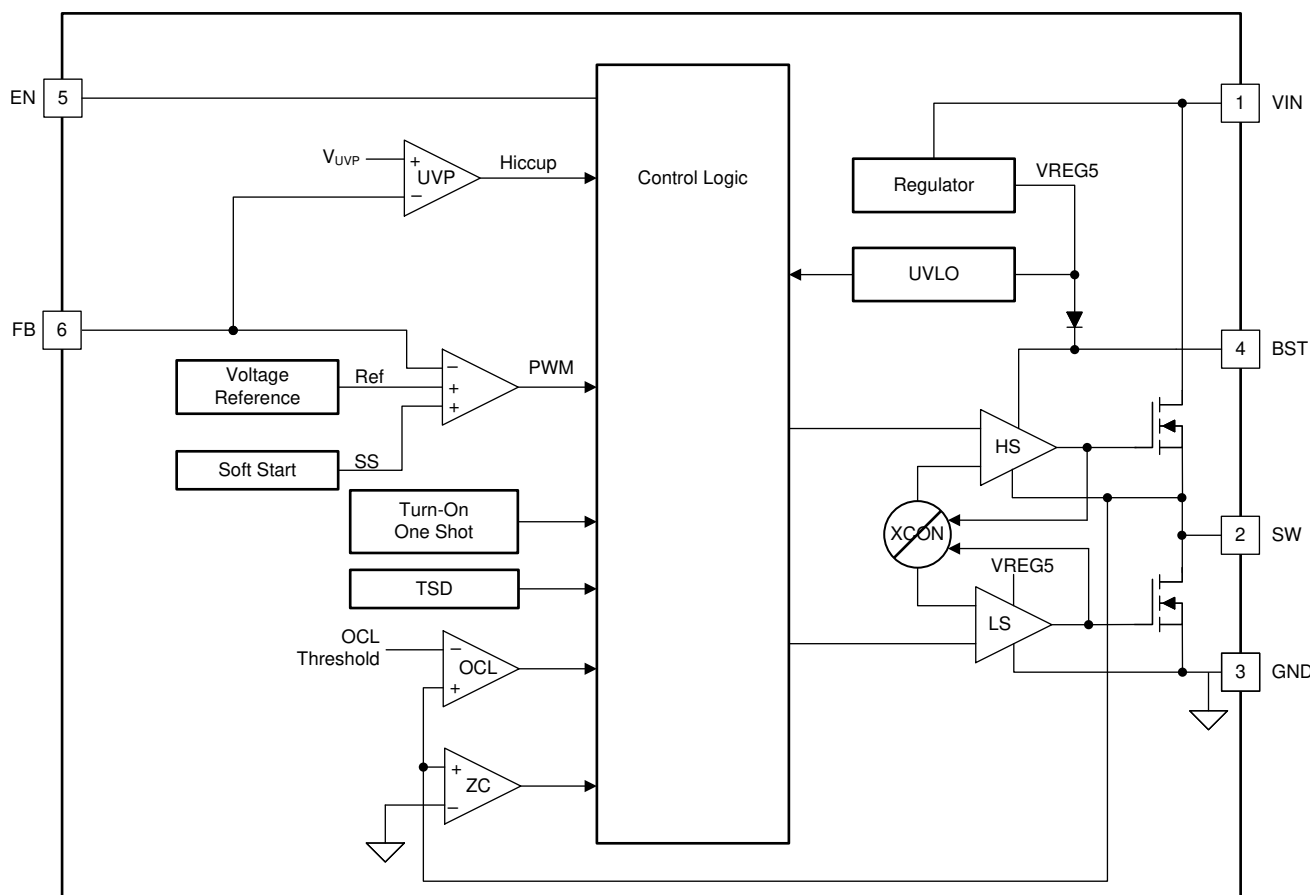 EN
5
1
VIN
VUVP
+
−
UVP
Hiccup
Control Logic
Regulator
VREG5
UVLO
FB
6
4
BST
Voltage
Reference
Ref
−
+
+
PWM
Soft Start
SS
HS
Turn-On
One Shot
XCON
2
SW
TSD
VREG5
LS
OCL
Threshold
−
+
OCL
3
GND
+
−
ZC